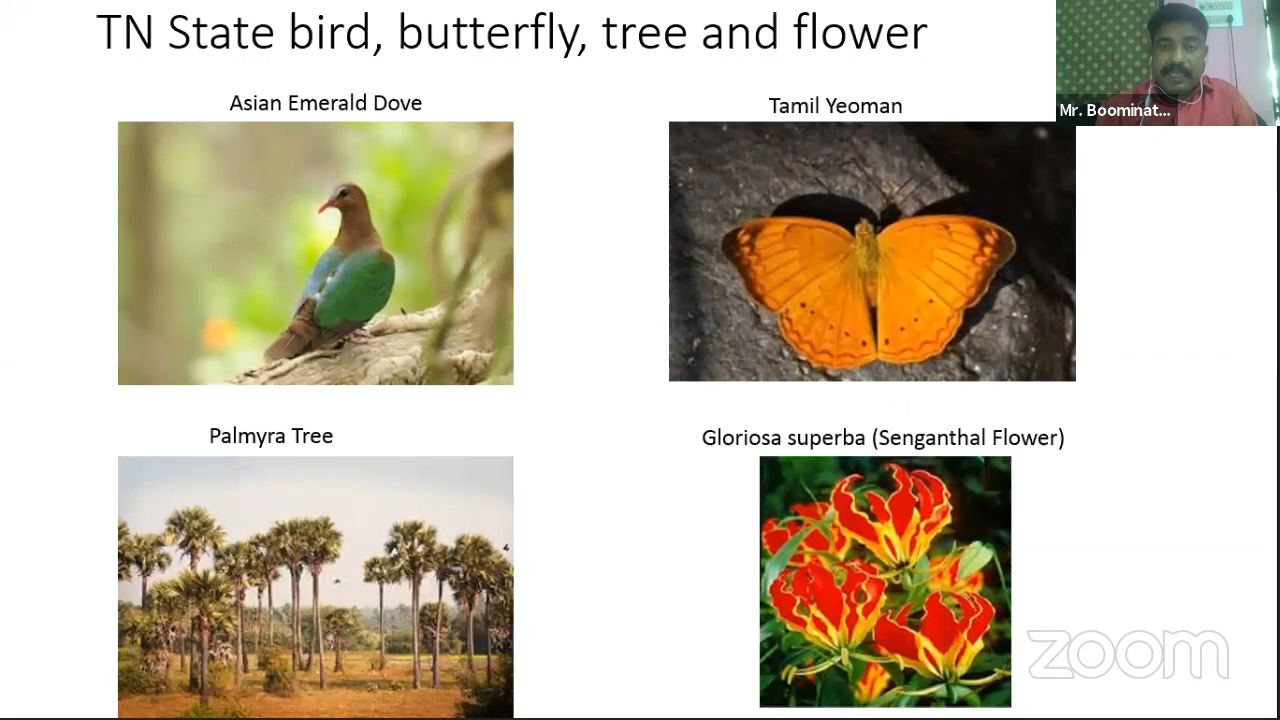 TN State bird, butterfly, tree and flower
Mr. Boominat...
Asian Emerald Dove
Tamil Yeoman
Palmyra Tree
Gloriosa superba (Senganthal Flower)
zoom